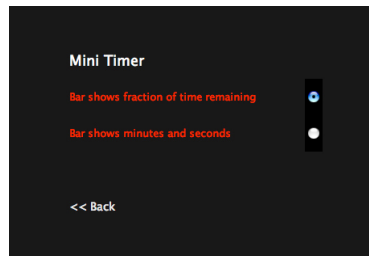 Mini Timer
Bar shows fraction of time remaining
Bar shows minutes and seconds
<< Back